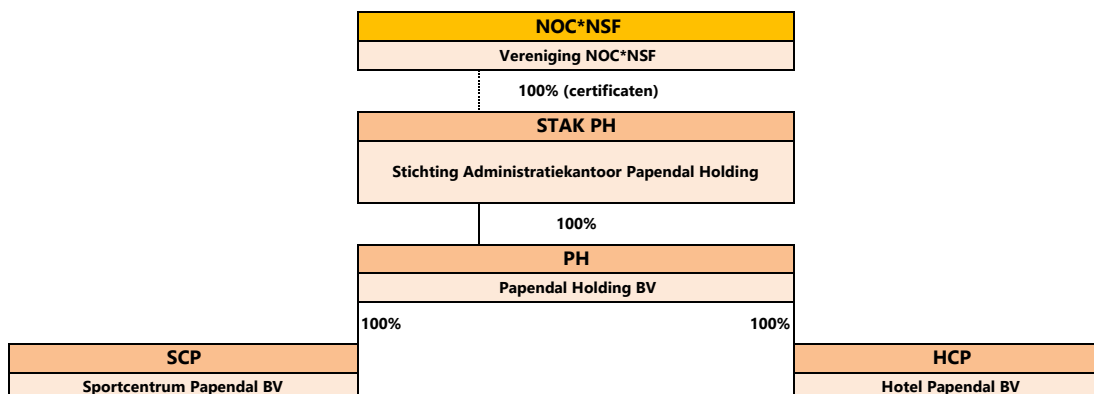 NOC*NSF
Vereniging NOC*NSF
100% (certificaten)
STAK PH
Stichting Administratiekantoor Papendal Holding
100%
PH
Papendal Holding BV
100%
100%
SCP
HCP
Sportcentrum Papendal BV
Hotel Papendal BV